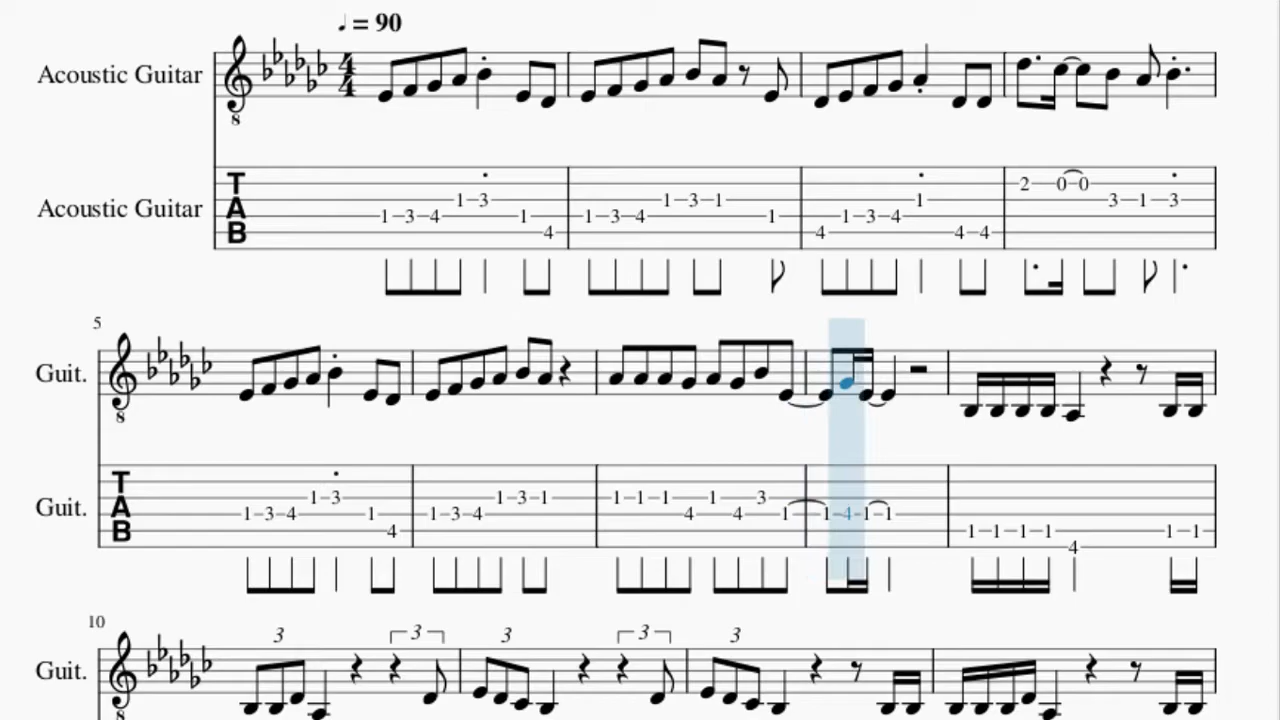 ♩ = 90
Acoustic Guitar 4 4
8
Acoustic Guitar T A B 1 3 4 1 3 1 4 1 3 4 1 3 1 1 4 1 3 4 1 4 4 2 0 0 3 1 3
5
Guit.
8
Guit. T A B 1 3 4 1 3 1 4 1 3 4 1 3 1 1 1 1 4 1 4 3 1 1 4 1 1 1 1 1 1 4 1 1
10 3 3 3 3 3
Guit.
8